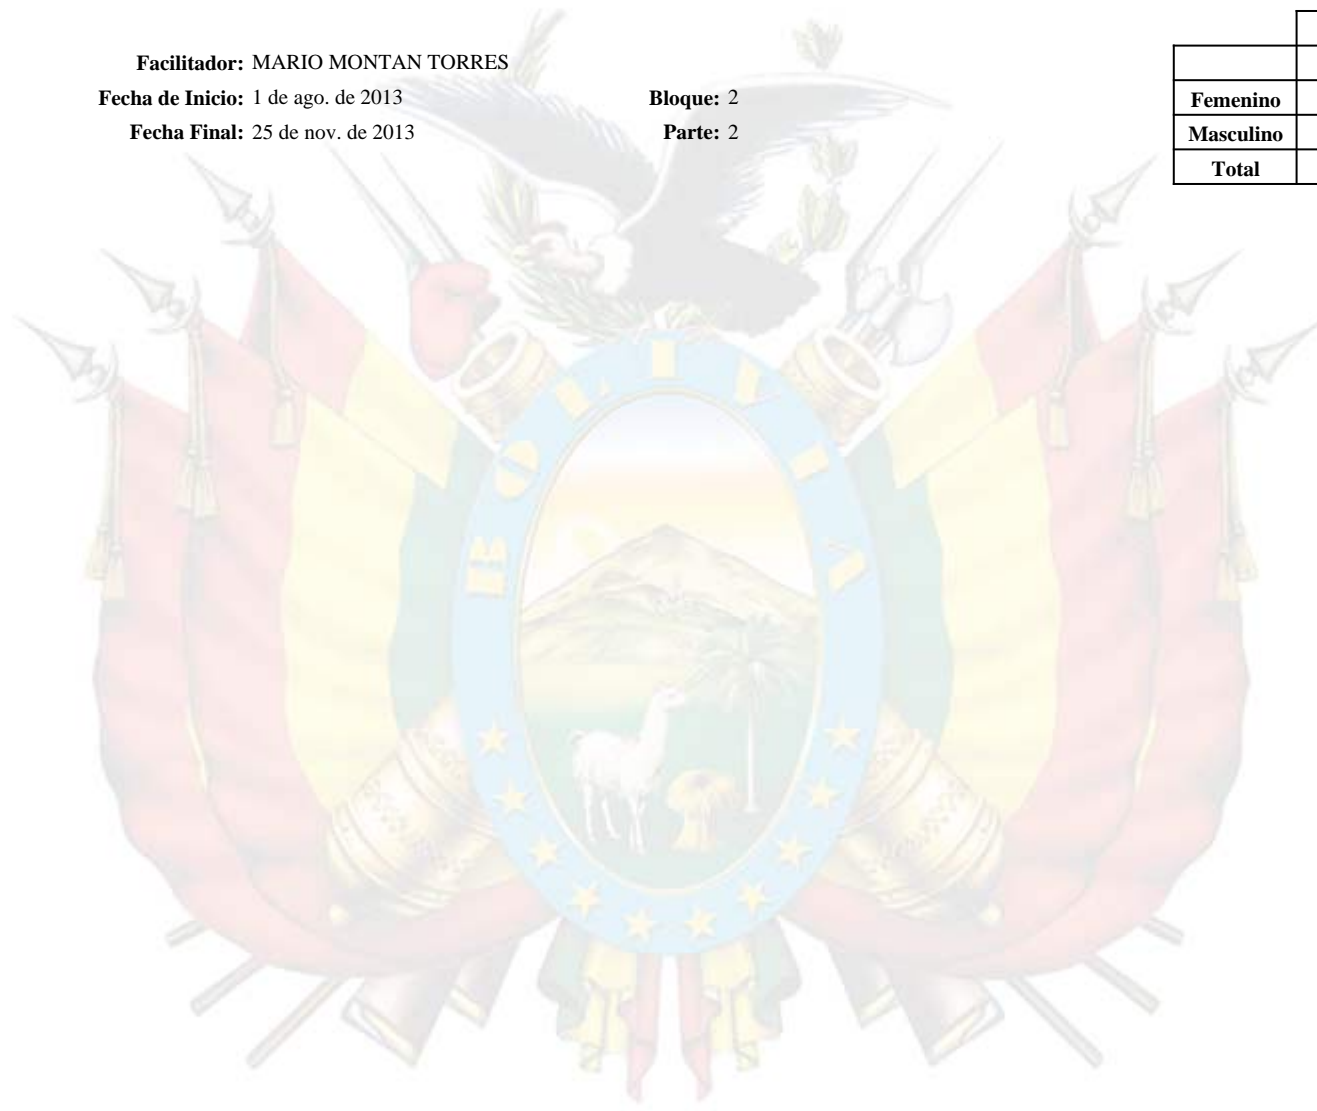 Facilitador: MARIO MONTAN TORRES
Fecha de Inicio: 1 de ago. de 2013 Bloque: 2
Fecha Final: 25 de nov. de 2013 Parte: 2
Femenino
Masculino
Total
BOLIVIA